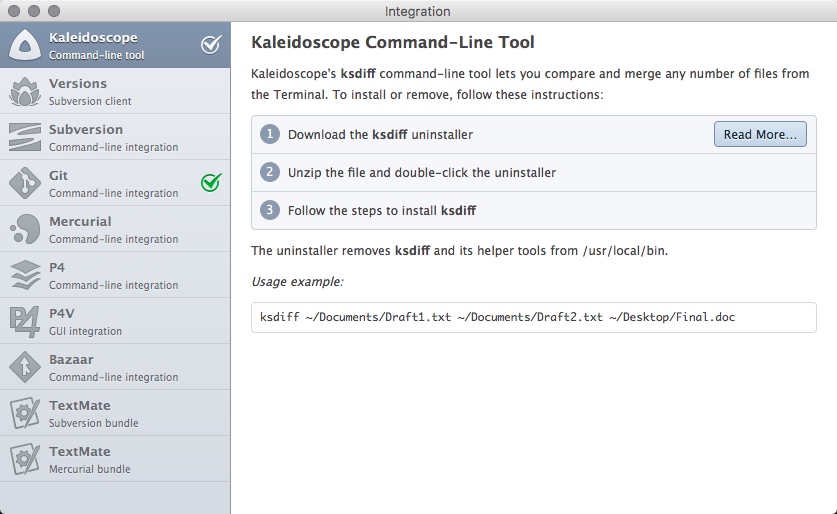 Integration
Kaleidoscope
Command-line tool
Versions
Subversion client
Subversion
Command-line integration
Git
Command-line integration
Mercurial
Command-line integration
P4
Command-line integration
P4V
GUI integration
Bazaar
Command-line integration
TextMate
Subversion bundle
TextMate
Mercurial bundle
Kaleidoscope Command-Line Tool
Kaleidoscope's ksdiff command-line tool lets you compare and merge any number of files from
the Terminal. To install or remove, follow these instructions:
1 Download the ksdiff uninstaller Read More...
2 Unzip the file and double-click the uninstaller
3 Follow the steps to install ksdiff
The uninstaller removes ksdiff and its helper tools from /usr/local/bin.
Usage example:
ksdiff ~/Documents/Draft1.txt ~/Documents/Draft2.txt ~/Desktop/Final.doc